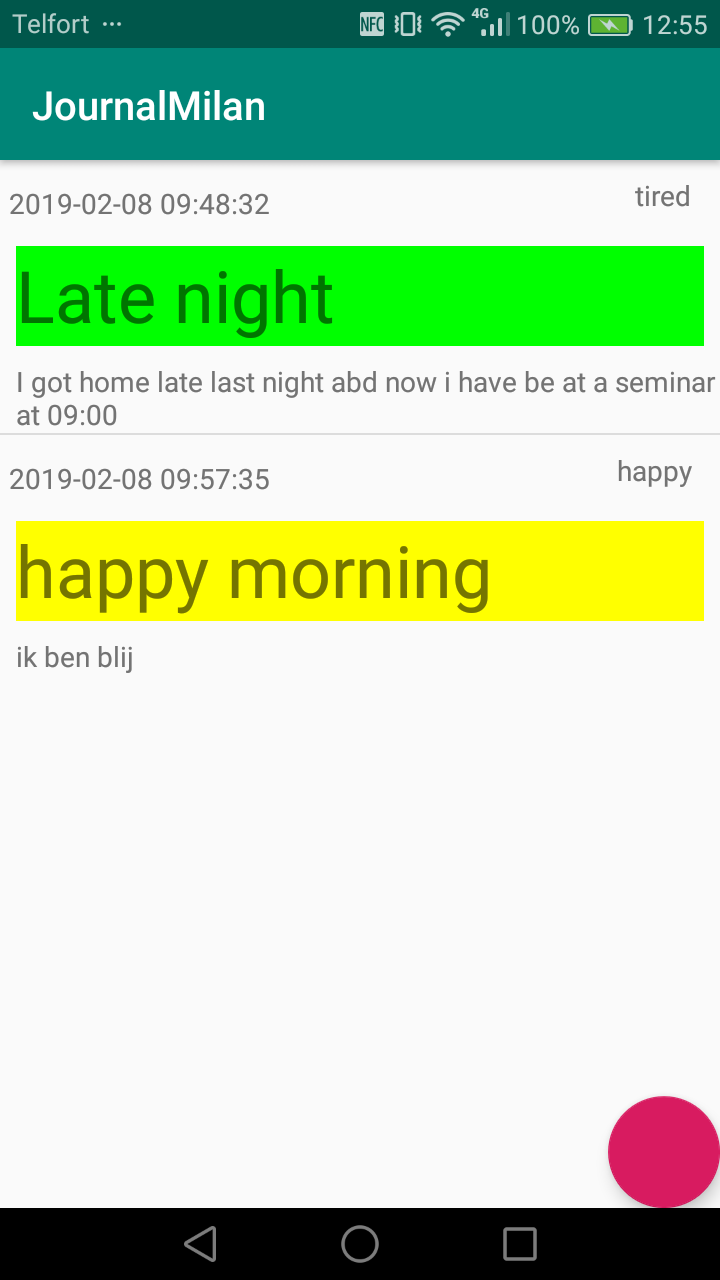 Telfort ... NFC 4G 100% 12:55
JournalMilan
2019-02-08 09:48:32 tired
Late night
I got home late last night abd now i have be at a seminar
at 09:00
2019-02-08 09:57:35 happy
happy morning
ik ben blij